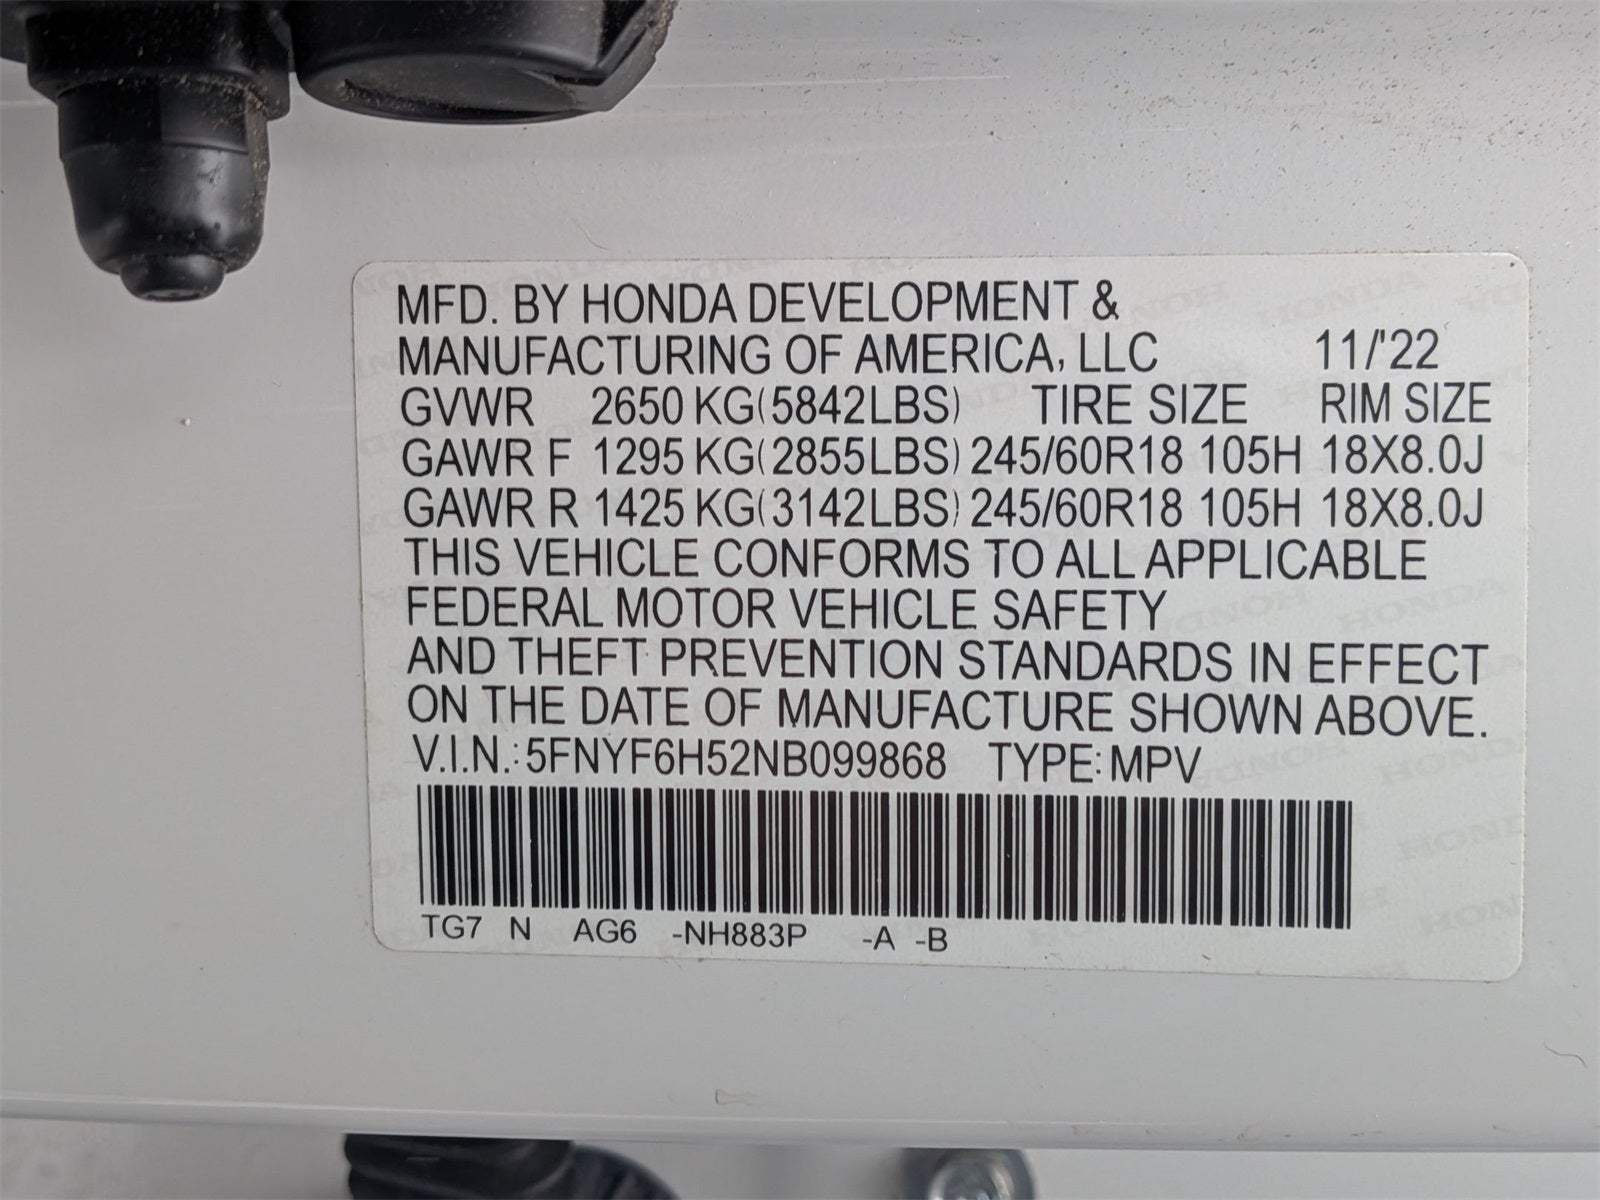 MFD. BY HONDA DEVELOPMENT &
MANUFACTURING OF AMERICA, LLC 11/'22
GVWR 2650 KG(5842LBS) TIRE SIZE RIM SIZE
GAWR F 1295 KG(2855LBS) 245/60R18 105H 18X8.0J
GAWR R 1425 KG(3142LBS) 245/60R18 105H 18X8.0J
THIS VEHICLE CONFORMS TO ALL APPLICABLE
FEDERAL MOTOR VEHICLE SAFETY
AND THEFT PREVENTION STANDARDS IN EFFECT
ON THE DATE OF MANUFACTURE SHOWN ABOVE.
V.I.N.: 5FNYF6H52NB099868 TYPE: MPV
TG7 N AG6 -NH883P -A -B